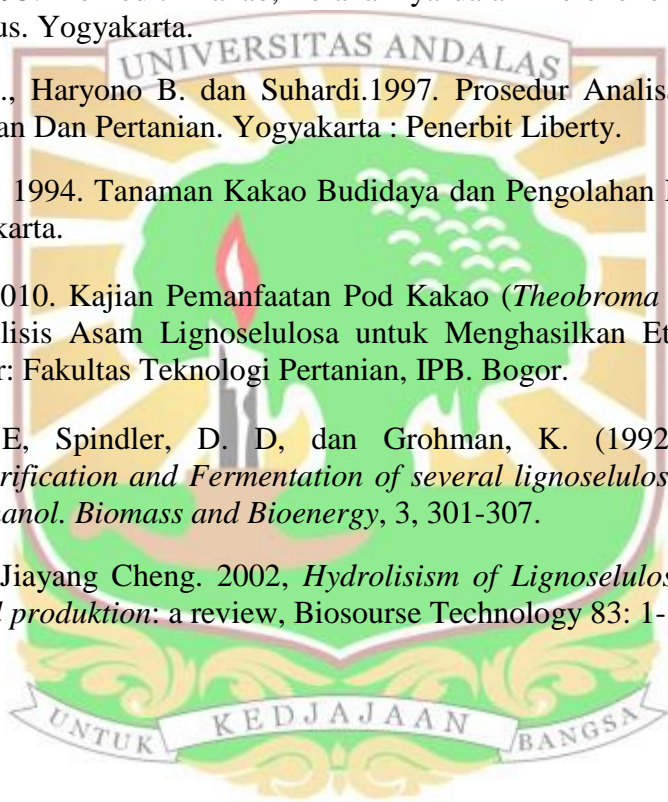 us. Yogyakarta.
UNIVERSITAS ANDALAS
., Haryono B. dan Suhardi.1997. Prosedur Analisa
an Dan Pertanian. Yogyakarta : Penerbit Liberty.
1994. Tanaman Kakao Budidaya dan Pengolahan
karta.
010. Kajian Pemanfaatan Pod Kakao (Theobroma
lisis Asam Lignoselulosa untuk Menghasilkan Et
r: Fakultas Teknologi Pertanian, IPB. Bogor.
E, Spindler, D. D, dan Grohman, K. (1992
rification and Fermentation of several lignoselulos
anol. Biomass and Bioenergy, 3, 301-307.
Jiayang Cheng. 2002, Hydrolisism of Lignoselulos
l produktion: a review, Biosourse Technology 83: 1-
UNTUK KEDJAJAAN BANGSA